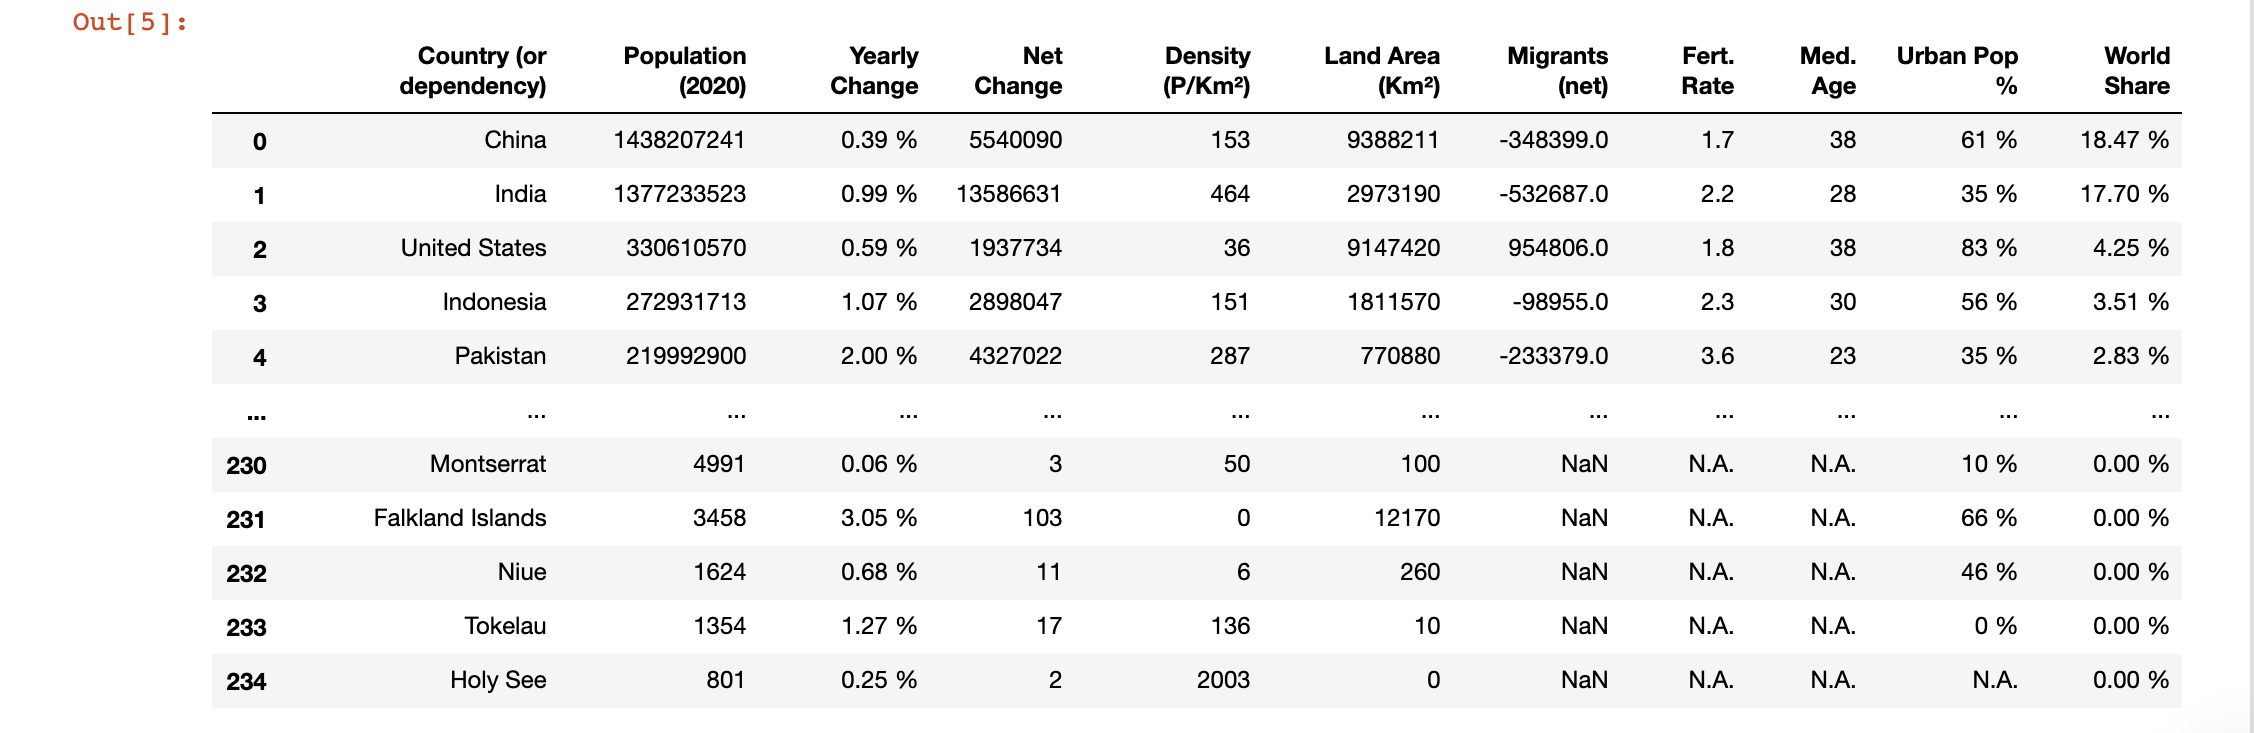 Out[5]:
Country (or dependency) Population (2020) Yearly Change Net Change Density (P/Km²) Land Area (Km²) Migrants (net) Fert. Rate Med. Age Urban Pop % World Share
0 China 1438207241 0.39 % 5540090 153 9388211 -348399.0 1.7 38 61 % 18.47 %
1 India 1377233523 0.99 % 13586631 464 2973190 -532687.0 2.2 28 35 % 17.70 %
2 United States 330610570 0.59 % 1937734 36 9147420 954806.0 1.8 38 83 % 4.25 %
3 Indonesia 272931713 1.07 % 2898047 151 1811570 -98955.0 2.3 30 56 % 3.51 %
4 Pakistan 219992900 2.00 % 4327022 287 770880 -233379.0 3.6 23 35 % 2.83 %
... ... ... ... ... ... ... ... ... ... ... ...
230 Montserrat 4991 0.06 % 3 50 100 NaN N.A. N.A. 10 % 0.00 %
231 Falkland Islands 3458 3.05 % 103 0 12170 NaN N.A. N.A. 66 % 0.00 %
232 Niue 1624 0.68 % 11 6 260 NaN N.A. N.A. 46 % 0.00 %
233 Tokelau 1354 1.27 % 17 136 10 NaN N.A. N.A. 0 % 0.00 %
234 Holy See 801 0.25 % 2 2003 0 NaN N.A. N.A. N.A. 0.00 %